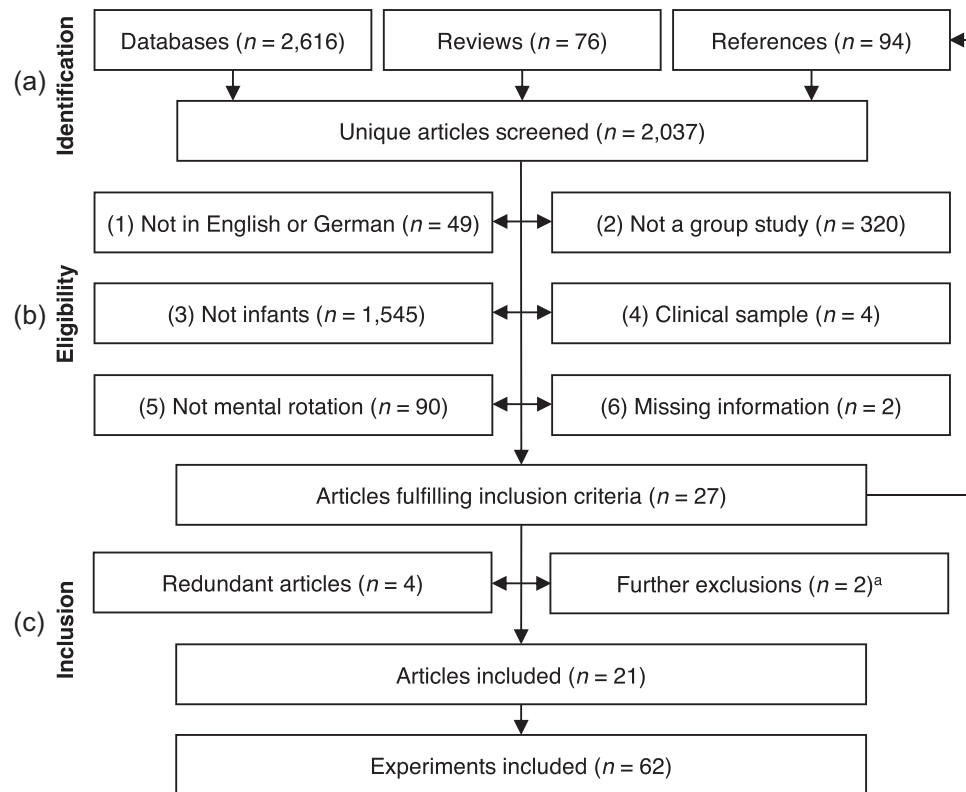 (a)
Identification
Databases (n = 2,616)
Reviews (n = 76)
References (n = 94)
Unique articles screened (n = 2,037)
(b)
Eligibility
(1) Not in English or German (n = 49)
(2) Not a group study (n = 320)
(3) Not infants (n = 1,545)
(4) Clinical sample (n = 4)
(5) Not mental rotation (n = 90)
(6) Missing information (n = 2)
Articles fulfilling inclusion criteria (n = 27)
(c)
Inclusion
Redundant articles (n = 4)
Further exclusions (n = 2)ᵃ
Articles included (n = 21)
Experiments included (n = 62)